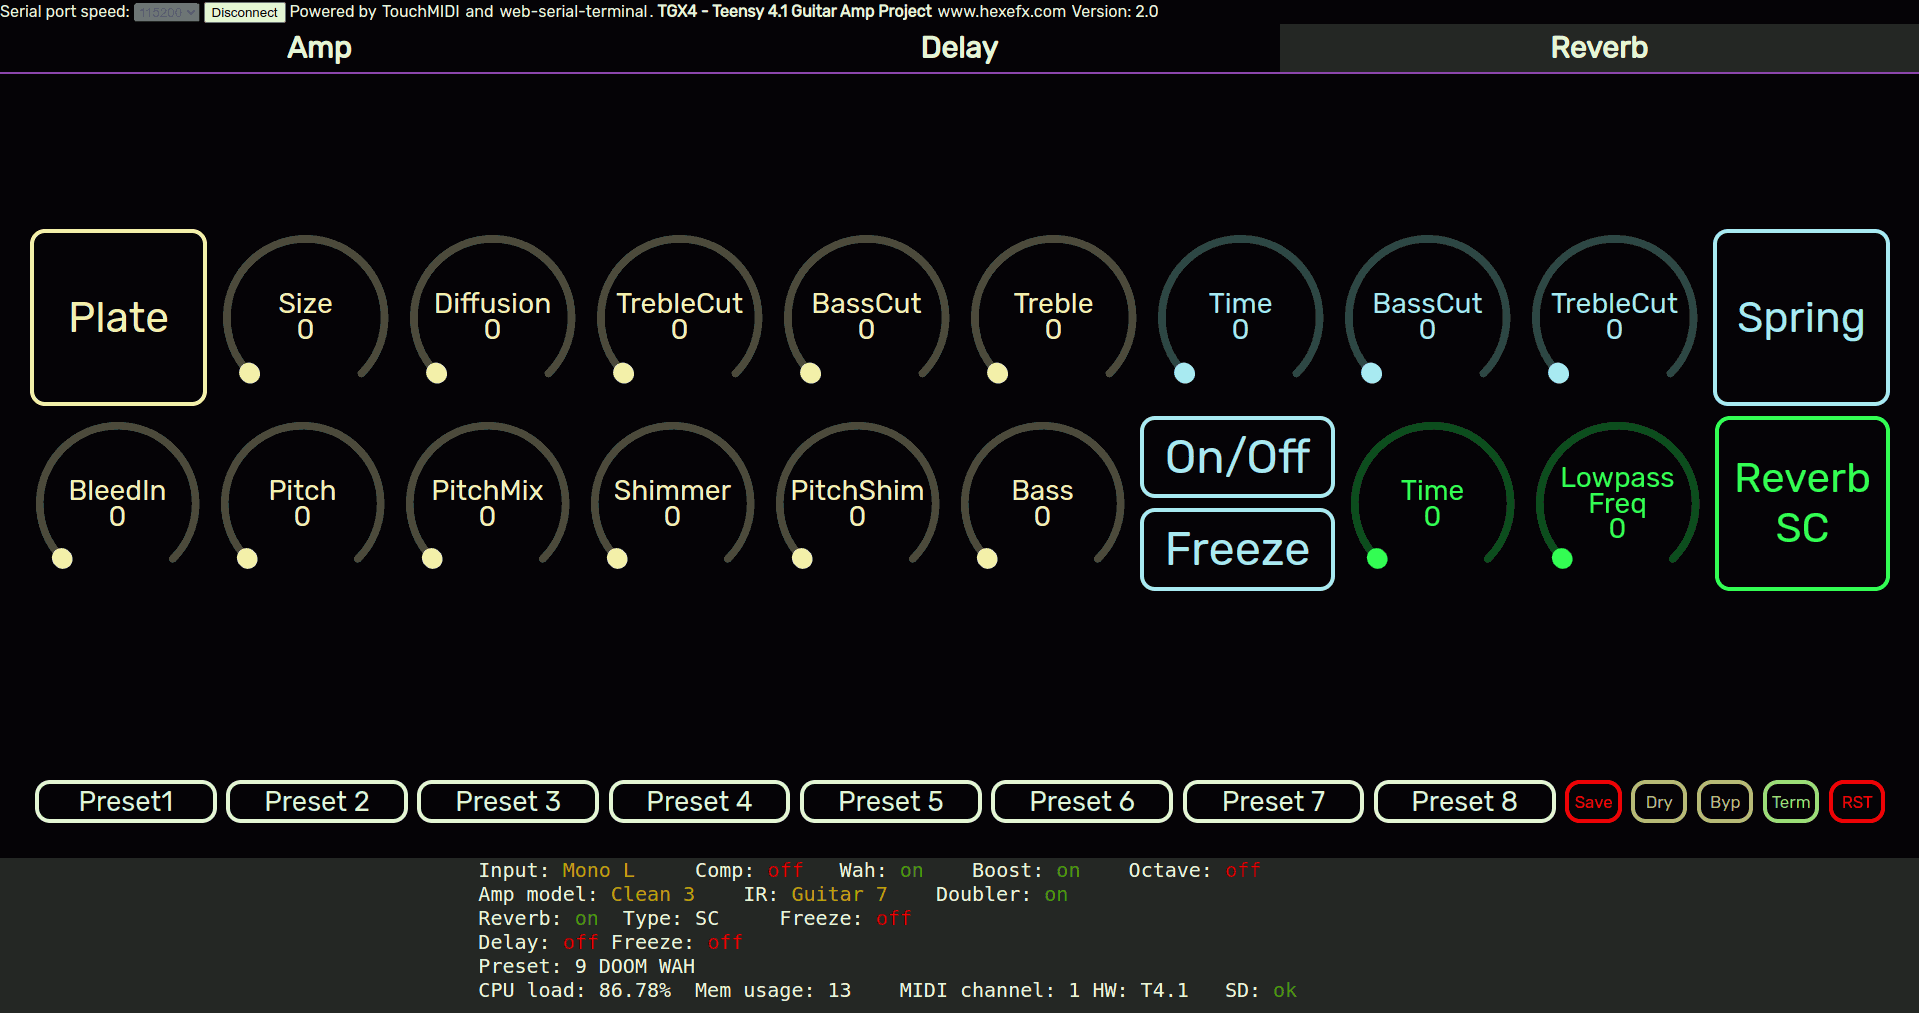 Serial port speed: 115200 Disconnect Powered by TouchMIDI and web-serial-terminal. TGX4 - Teensy 4.1 Guitar Amp Project www.hexefx.com Version: 2.0
Amp Delay Reverb
Plate
Size
0
Diffusion
0
TrebleCut
0
BassCut
0
Treble
0
Time
0
BassCut
0
TrebleCut
0
Spring
BleedIn
0
Pitch
0
PitchMix
0
Shimmer
0
PitchShim
0
Bass
0
On/Off
Freeze
Time
0
Lowpass
Freq
0
Reverb
SC
Preset1 Preset 2 Preset 3 Preset 4 Preset 5 Preset 6 Preset 7 Preset 8 Save Dry Byp Term RST
Input: Mono L Comp: off Wah: on Boost: on Octave: off
Amp model: Clean 3 IR: Guitar 7 Doubler: on
Reverb: on Type: SC Freeze: off
Delay: off Freeze: off
Preset: 9 DOOM WAH
CPU load: 86.78% Mem usage: 13 MIDI channel: 1 HW: T4.1 SD: ok